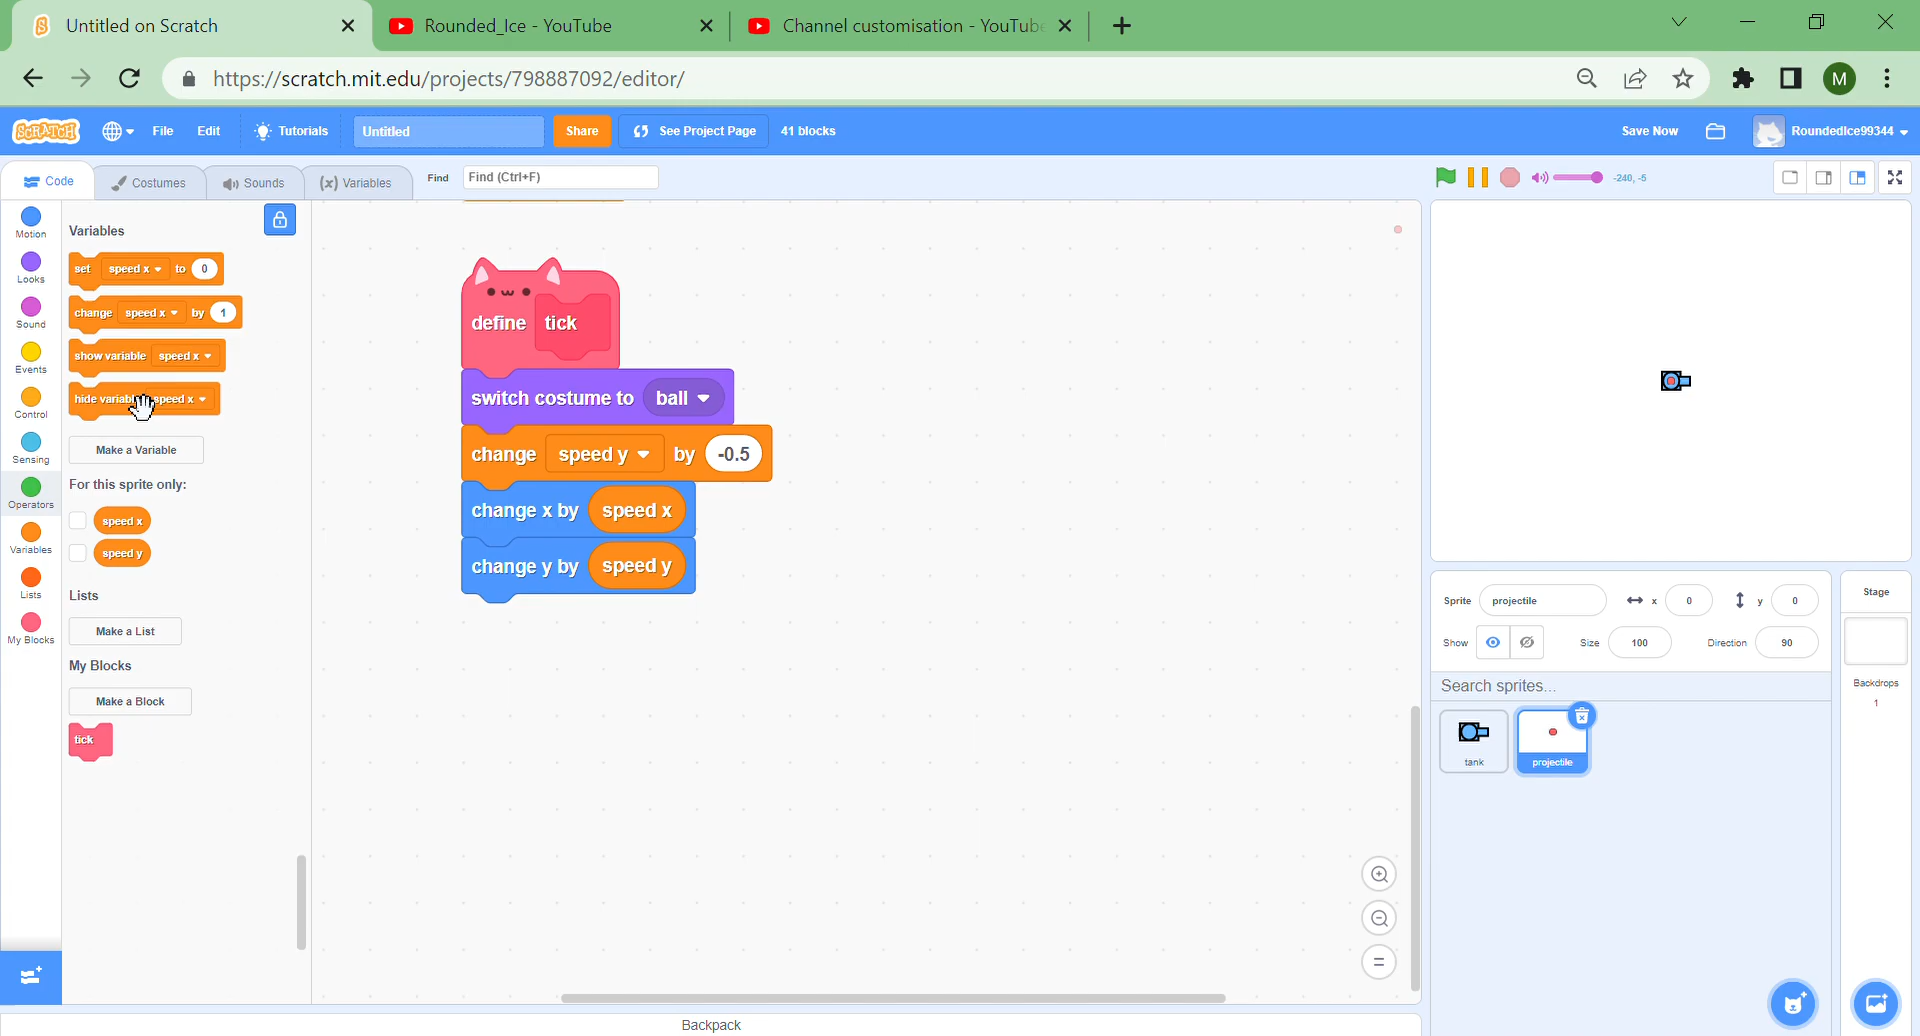 Untitled on Scratch
Rounded_Ice - YouTube
Channel customisation - YouTube
https://scratch.mit.edu/projects/798887092/editor/
M
SCRATCH
File
Edit
Tutorials
Untitled
Share
See Project Page
41 blocks
Save Now
RoundedIce99344
Code
Costumes
Sounds
(x) Variables
Find
Find (Ctrl+F)
-240, -5
Motion
Looks
Sound
Events
Control
Sensing
Operators
Variables
Lists
My Blocks
Variables
set speed x to 0
change speed x by 1
show variable speed x
hide variable speed x
Make a Variable
For this sprite only:
speed x
speed y
Lists
Make a List
My Blocks
Make a Block
tick
define tick
switch costume to ball
change speed y by -0.5
change x by speed x
change y by speed y
Sprite projectile x 0 y 0
Show Size 100 Direction 90
Search sprites...
tank
projectile
Stage
Backdrops
1
Backpack